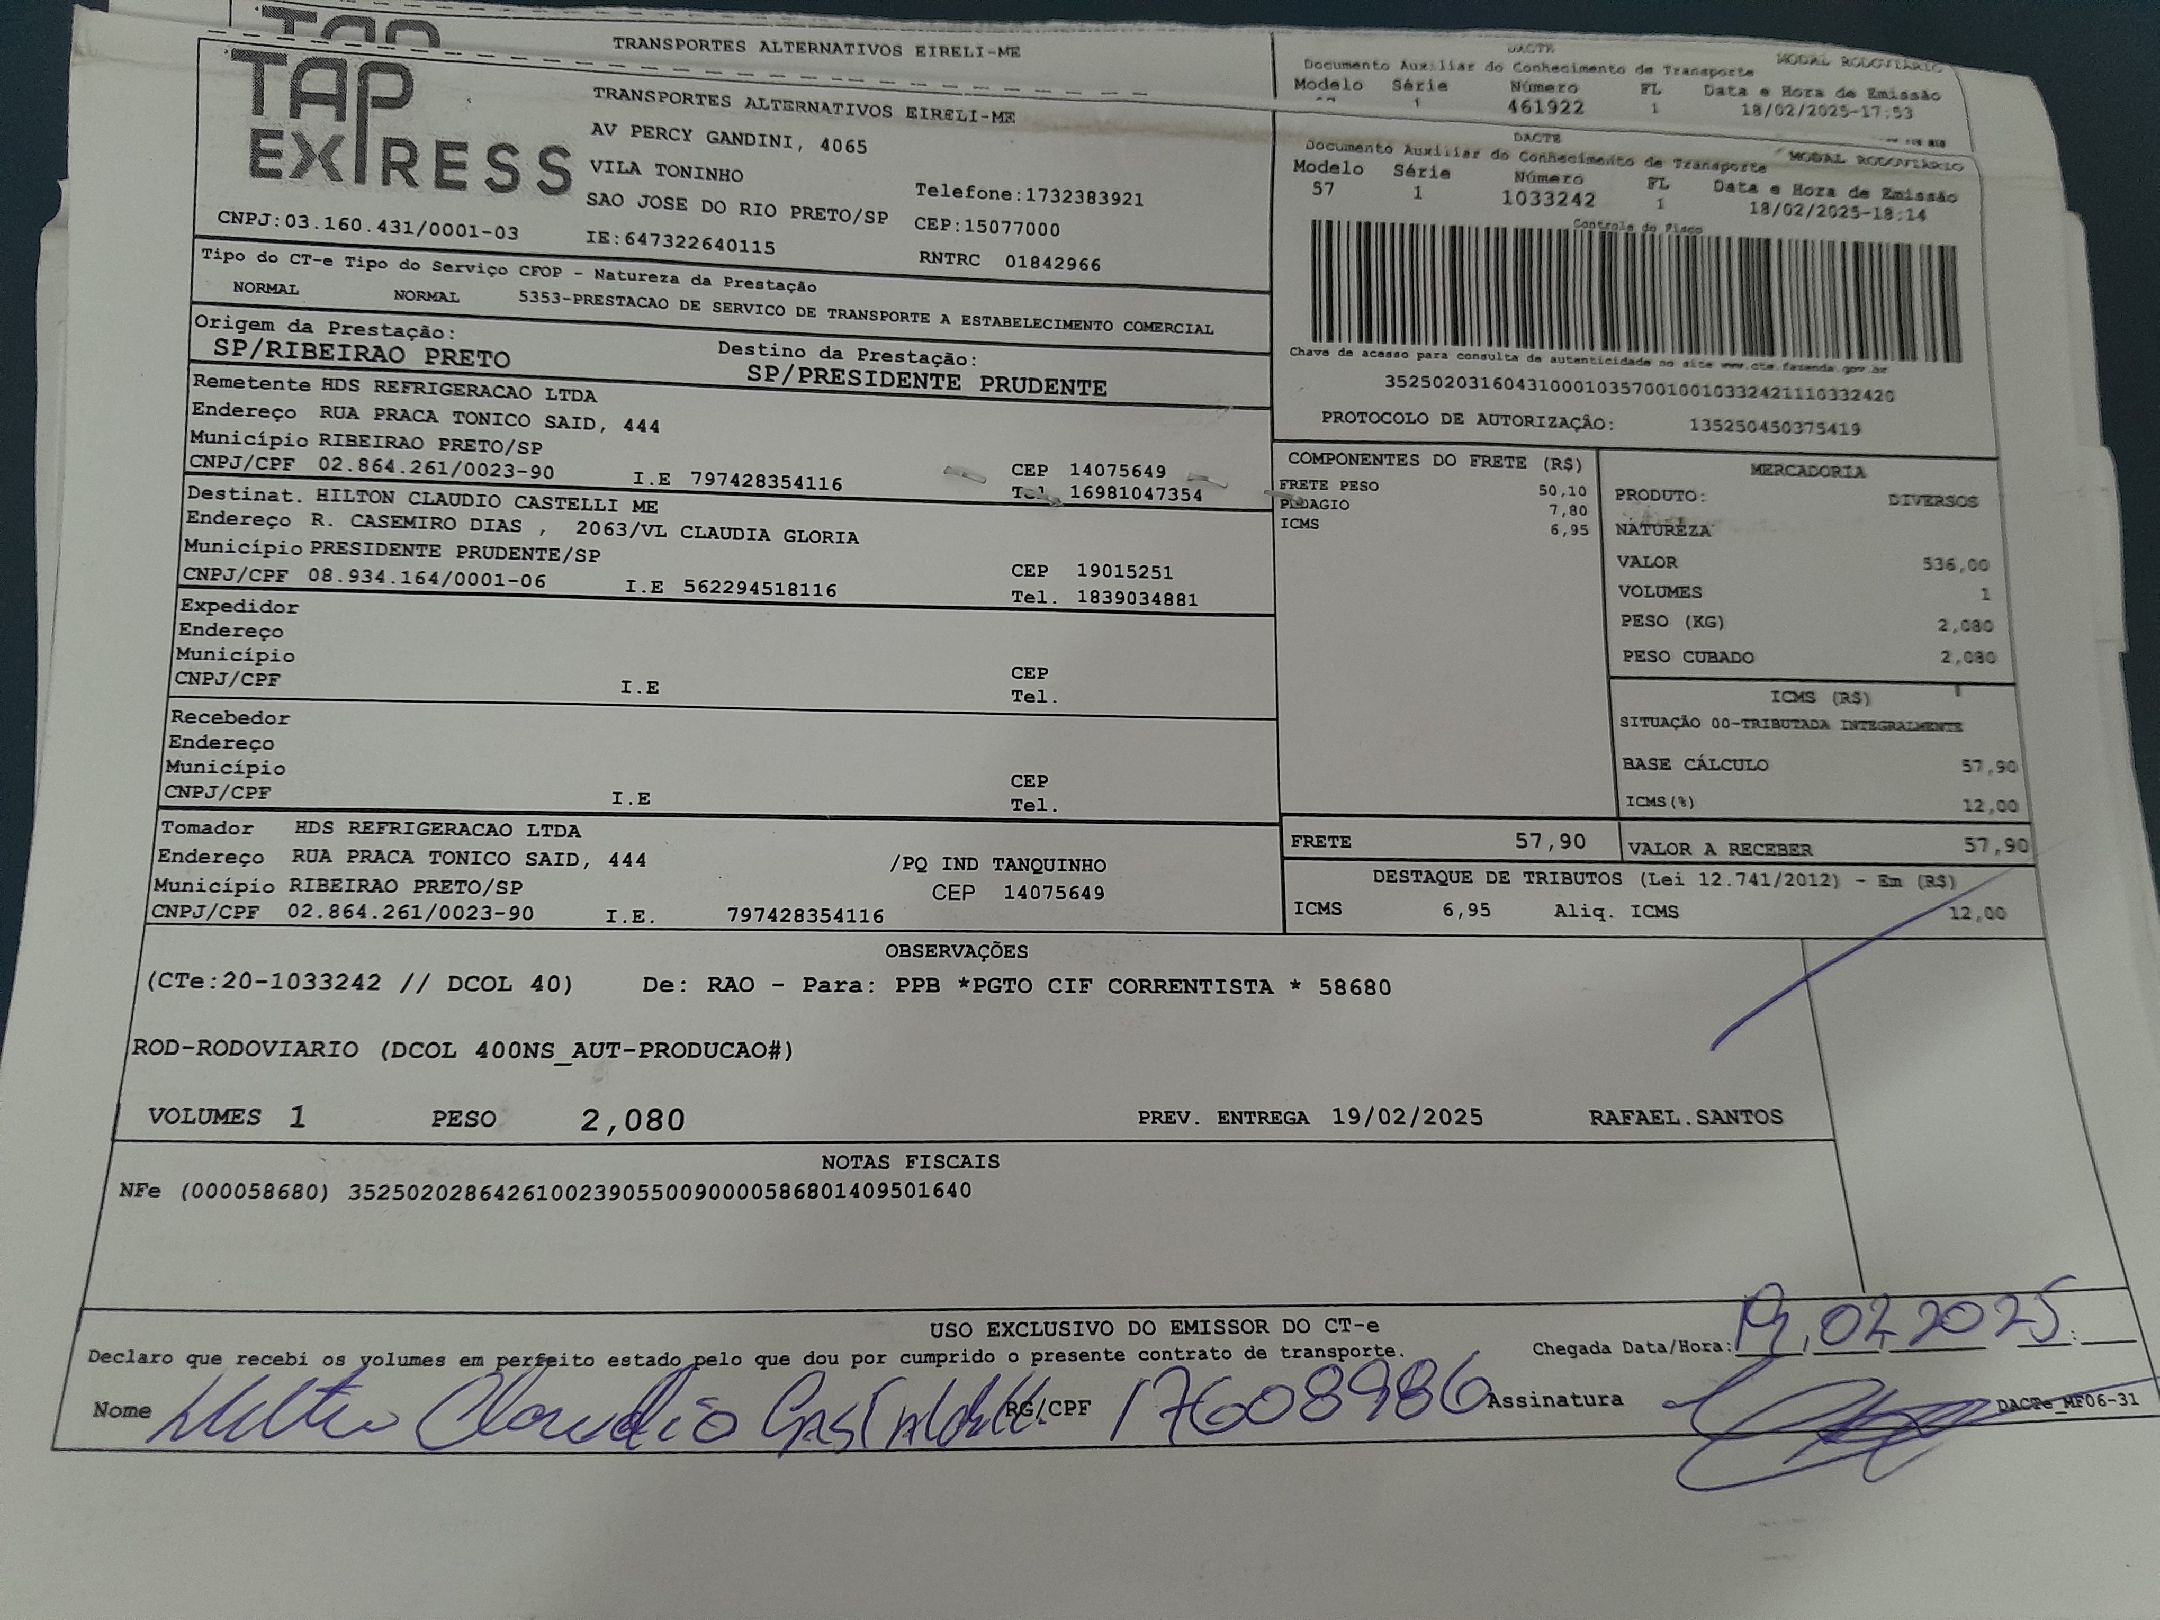 TRANSPORTES ALTERNATIVOS EIRELI-ME
DACTE
MODAL RODOVIÁRIO
Documento Auxiliar do Conhecimento de Transporte
Modelo Série Número FL Data e Hora de Emissão
1 461922 1 18/02/2025-17:53
TAP EXPRESS
CNPJ:03.160.431/0001-03
TRANSPORTES ALTERNATIVOS EIRELI-ME
AV PERCY GANDINI, 4065
VILA TONINHO
SAO JOSE DO RIO PRETO/SP
IE:647322640115
Telefone:1732383921
CEP:15077000
RNTRC 01842966
DACTE
MODAL RODOVIÁRIO
Documento Auxiliar do Conhecimento de Transporte
Modelo Série Número FL Data e Hora de Emissão
57 1 1033242 1 18/02/2025-18:14
Controle do Fisco
Chave de acesso para consulta de autenticidade no site www.cte.fazenda.gov.br
35250203160431000103570010010332421110332420
PROTOCOLO DE AUTORIZAÇÃO: 135250450375419
Tipo do CT-e Tipo do Serviço CFOP - Natureza da Prestação
NORMAL NORMAL 5353-PRESTACAO DE SERVICO DE TRANSPORTE A ESTABELECIMENTO COMERCIAL
Origem da Prestação: Destino da Prestação:
SP/RIBEIRAO PRETO SP/PRESIDENTE PRUDENTE
Remetente HDS REFRIGERACAO LTDA
Endereço RUA PRACA TONICO SAID, 444
Município RIBEIRAO PRETO/SP CEP 14075649
CNPJ/CPF 02.864.261/0023-90 I.E 797428354116 Tel. 16981047354
Destinat. HILTON CLAUDIO CASTELLI ME
Endereço R. CASEMIRO DIAS , 2063/VL CLAUDIA GLORIA
Município PRESIDENTE PRUDENTE/SP CEP 19015251
CNPJ/CPF 08.934.164/0001-06 I.E 562294518116 Tel. 1839034881
Expedidor
Endereço
Município CEP
CNPJ/CPF I.E Tel.
Recebedor
Endereço
Município CEP
CNPJ/CPF I.E Tel.
Tomador HDS REFRIGERACAO LTDA
Endereço RUA PRACA TONICO SAID, 444 /PQ IND TANQUINHO
Município RIBEIRAO PRETO/SP CEP 14075649
CNPJ/CPF 02.864.261/0023-90 I.E. 797428354116
COMPONENTES DO FRETE (R$)
FRETE PESO 50,10
PEDAGIO 7,80
ICMS 6,95
MERCADORIA
PRODUTO: DIVERSOS
NATUREZA
VALOR 536,00
VOLUMES 1
PESO (KG) 2,080
PESO CUBADO 2,080
ICMS (R$)
SITUAÇÃO 00-TRIBUTADA INTEGRALMENTE
BASE CÁLCULO 57,90
ICMS(%) 12,00
FRETE 57,90 VALOR A RECEBER 57,90
DESTAQUE DE TRIBUTOS (Lei 12.741/2012) - Em (R$)
ICMS 6,95 Aliq. ICMS 12,00
OBSERVAÇÕES
(CTe:20-1033242 // DCOL 40) De: RAO - Para: PPB *PGTO CIF CORRENTISTA * 58680
ROD-RODOVIARIO (DCOL 400NS_AUT-PRODUCAO#)
VOLUMES 1 PESO 2,080 PREV. ENTREGA 19/02/2025 RAFAEL.SANTOS
NOTAS FISCAIS
NFe (000058680) 35250202864261002390550090000586801409501640
USO EXCLUSIVO DO EMISSOR DO CT-e
Declaro que recebi os volumes em perfeito estado pelo que dou por cumprido o presente contrato de transporte. Chegada Data/Hora: 19.02 2025 :
Nome Claudio RG/CPF 17608986 Assinatura DACTe_MF06-31